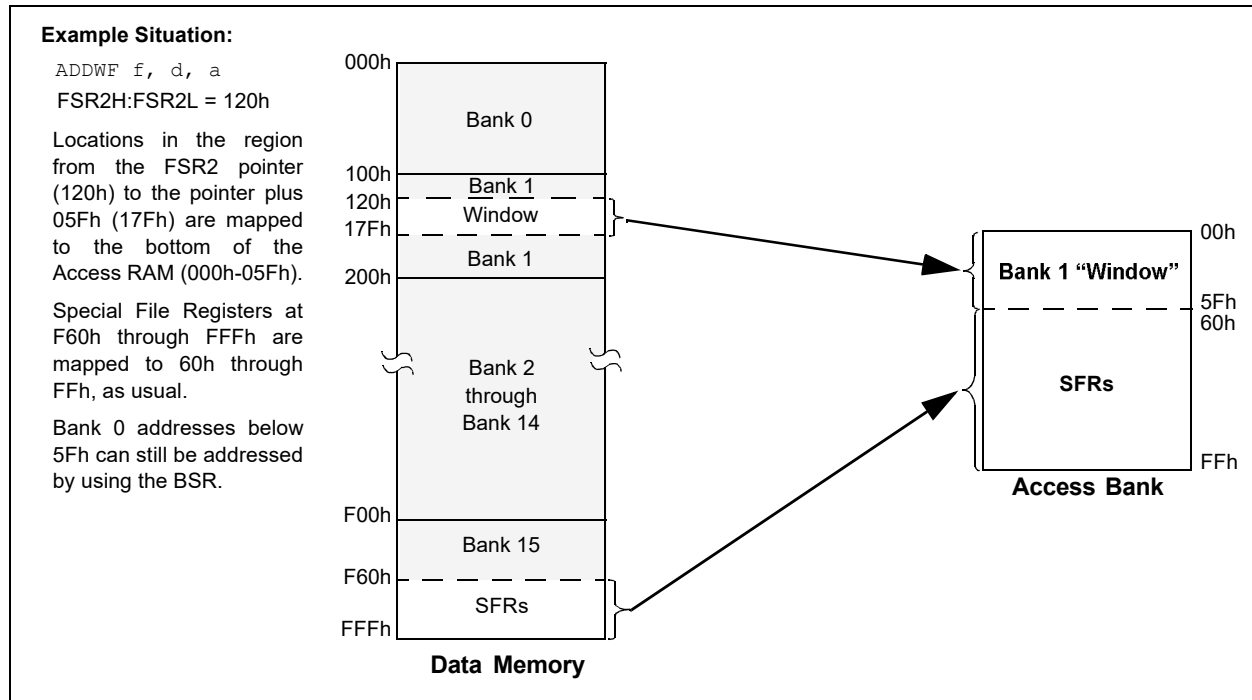 Example Situation:
ADDWF f, d, a
FSR2H:FSR2L = 120h
Locations in the region
from the FSR2 pointer
(120h) to the pointer plus
05Fh (17Fh) are mapped
to the bottom of the
Access RAM (000h-05Fh).
Special File Registers at
F60h through FFFh are
mapped to 60h through
FFh, as usual.
Bank 0 addresses below
5Fh can still be addressed
by using the BSR.
000h
Bank 0
100h
Bank 1
120h
Window
17Fh
Bank 1
200h
Bank 2
through
Bank 14
F00h
Bank 15
F60h
SFRs
FFFh
Data Memory
00h
Bank 1 “Window”
5Fh
60h
SFRs
FFh
Access Bank